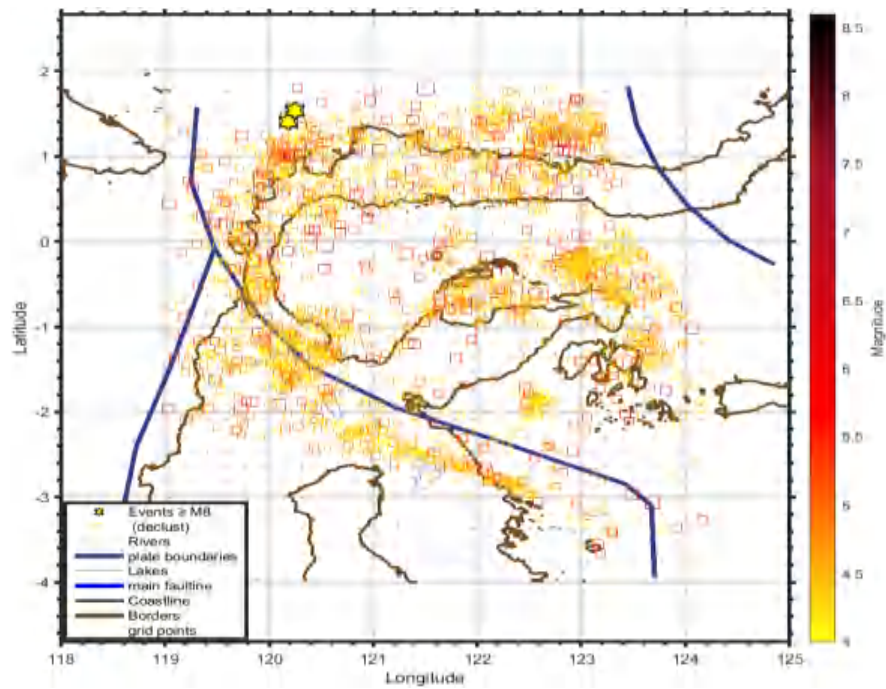 2
1
0
-1
-2
-3
-4
Latitude
Events ≥ M8
(declust)
Rivers
plate boundaries
Lakes
main faultline
Coastline
Borders
grid points
118 119 120 121 122 123 124 125
Longitude
8.5
8
7.5
7
6.5
6
5.5
5
4.5
4
Magnitude